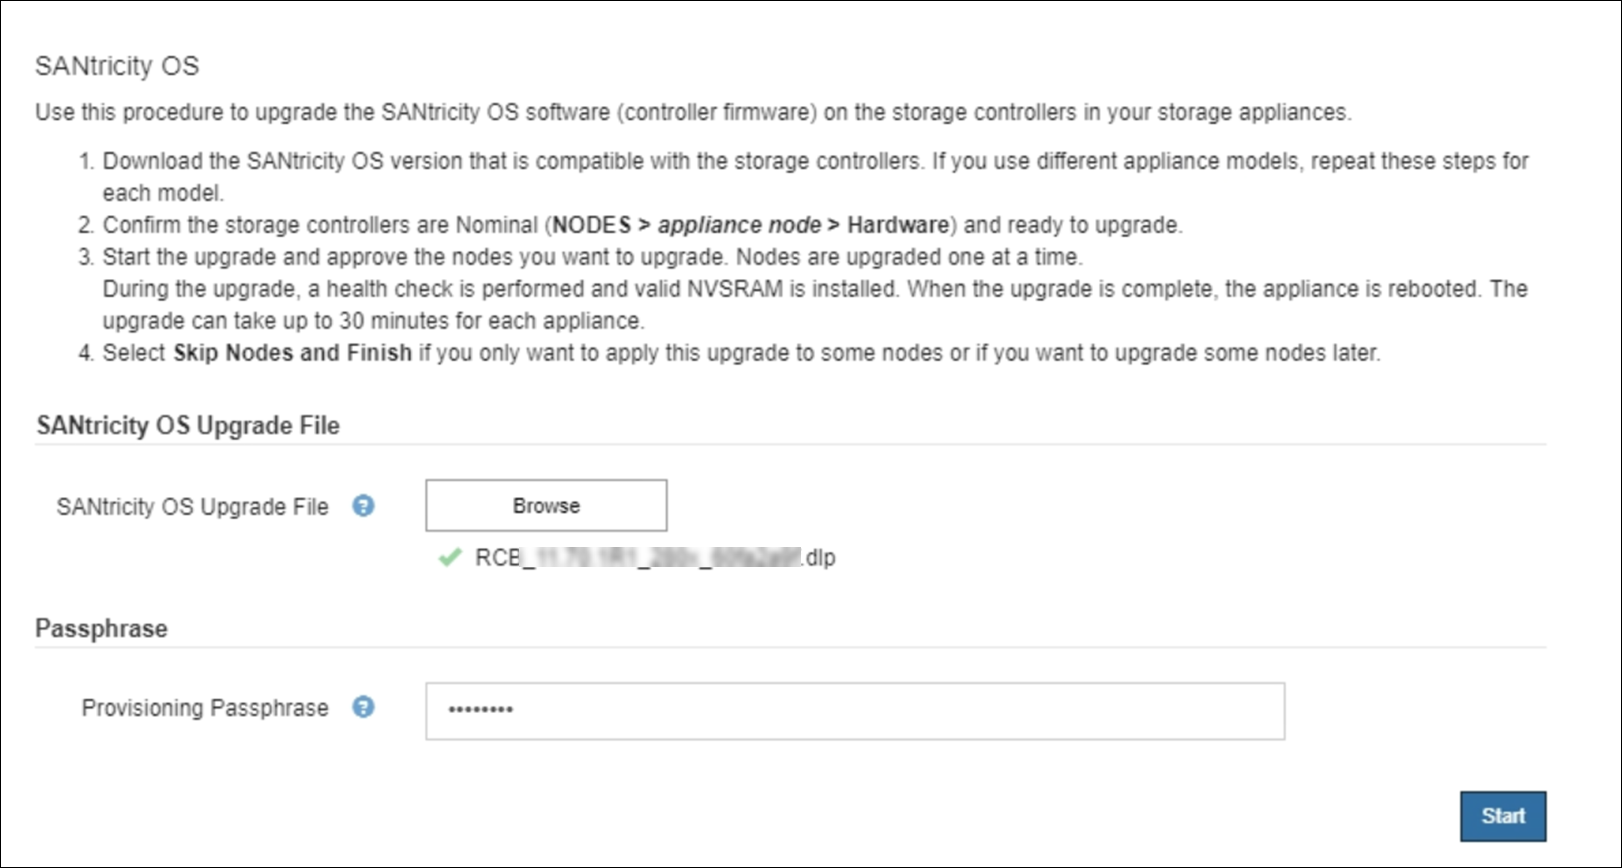 SANtricity OS
Use this procedure to upgrade the SANtricity OS software (controller firmware) on the storage controllers in your storage appliances.
1. Download the SANtricity OS version that is compatible with the storage controllers. If you use different appliance models, repeat these steps for
each model.
2. Confirm the storage controllers are Nominal (NODES > appliance node > Hardware) and ready to upgrade.
3. Start the upgrade and approve the nodes you want to upgrade. Nodes are upgraded one at a time.
During the upgrade, a health check is performed and valid NVSRAM is installed. When the upgrade is complete, the appliance is rebooted. The
upgrade can take up to 30 minutes for each appliance.
4. Select Skip Nodes and Finish if you only want to apply this upgrade to some nodes or if you want to upgrade some nodes later.
SANtricity OS Upgrade File
SANtricity OS Upgrade File ? Browse
.dlp
Passphrase
Provisioning Passphrase ? ••••••••
Start